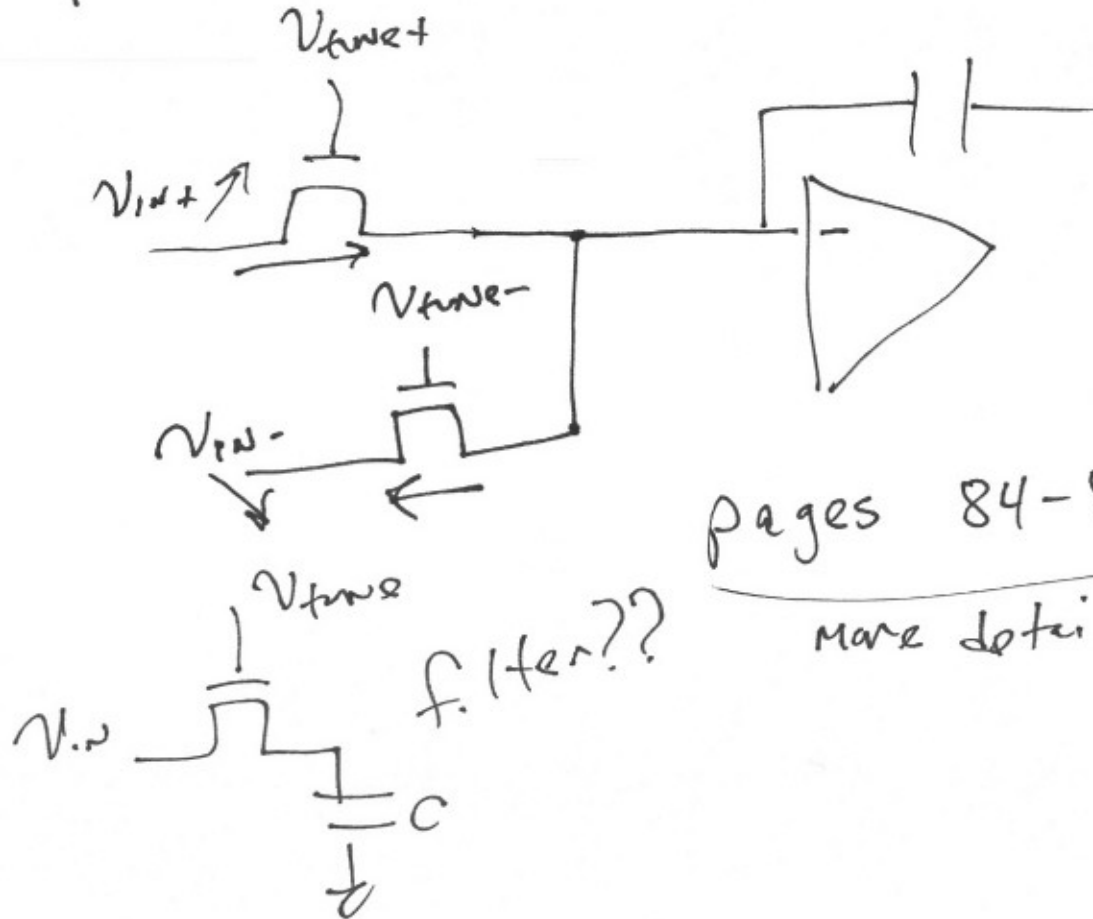 Vtune+
VIN+
−
Vtune-
VIN-
pages 84-
more detai
Vtune
filter??
VIN
C